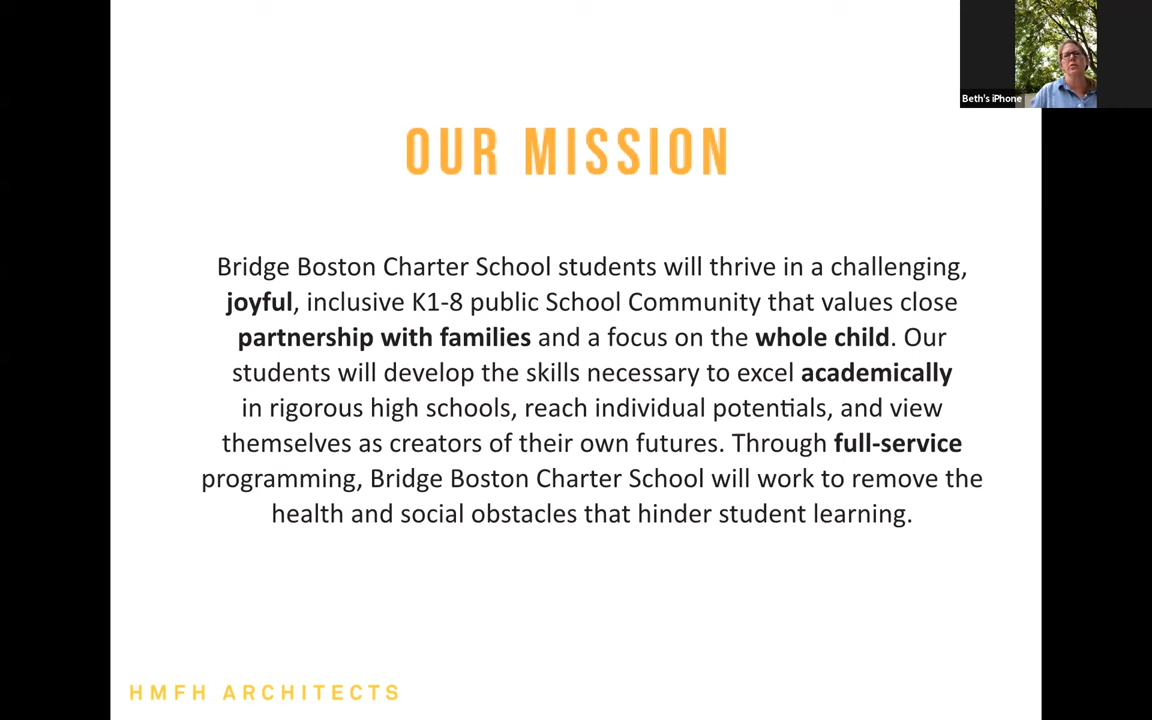 Beth's iPhone
OUR MISSION
Bridge Boston Charter School students will thrive in a challenging,
joyful, inclusive K1-8 public School Community that values close
partnership with families and a focus on the whole child. Our
students will develop the skills necessary to excel academically
in rigorous high schools, reach individual potentials, and view
themselves as creators of their own futures. Through full-service
programming, Bridge Boston Charter School will work to remove the
health and social obstacles that hinder student learning.
HMFH ARCHITECTS